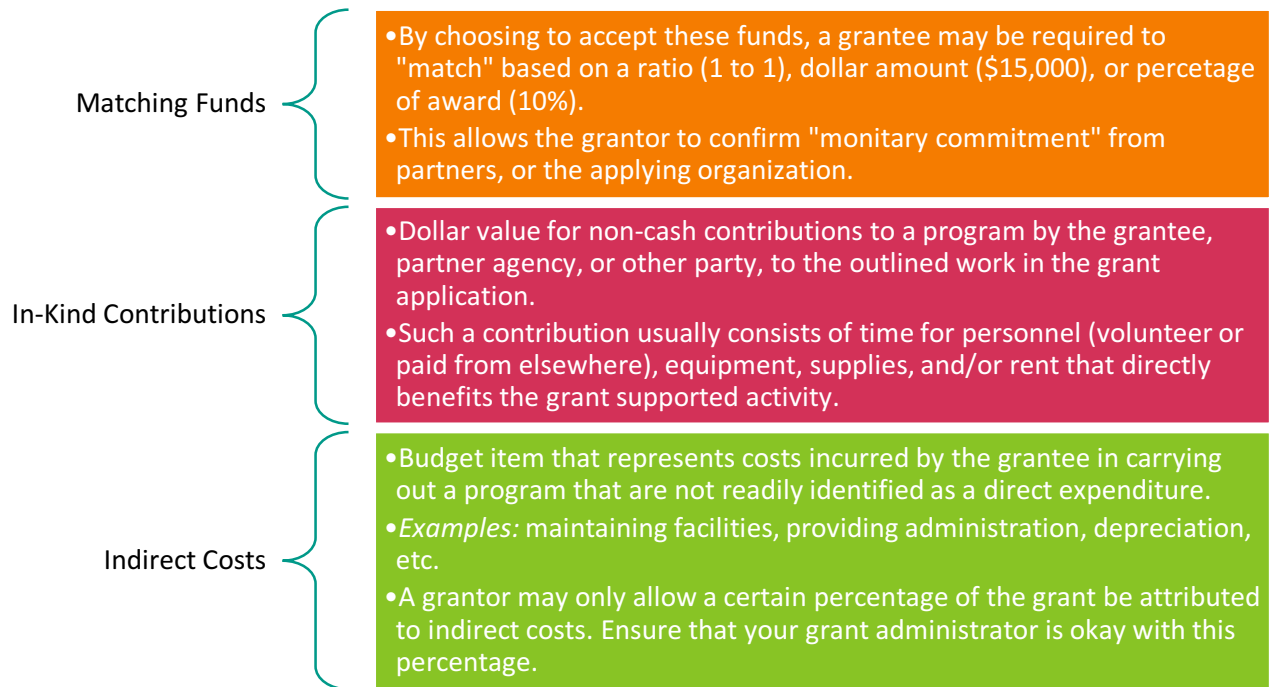 Matching Funds
•By choosing to accept these funds, a grantee may be required to
"match" based on a ratio (1 to 1), dollar amount ($15,000), or percetage
of award (10%).
•This allows the grantor to confirm "monitary commitment" from
partners, or the applying organization.
In-Kind Contributions
•Dollar value for non-cash contributions to a program by the grantee,
partner agency, or other party, to the outlined work in the grant
application.
•Such a contribution usually consists of time for personnel (volunteer or
paid from elsewhere), equipment, supplies, and/or rent that directly
benefits the grant supported activity.
Indirect Costs
•Budget item that represents costs incurred by the grantee in carrying
out a program that are not readily identified as a direct expenditure.
•Examples: maintaining facilities, providing administration, depreciation,
etc.
•A grantor may only allow a certain percentage of the grant be attributed
to indirect costs. Ensure that your grant administrator is okay with this
percentage.